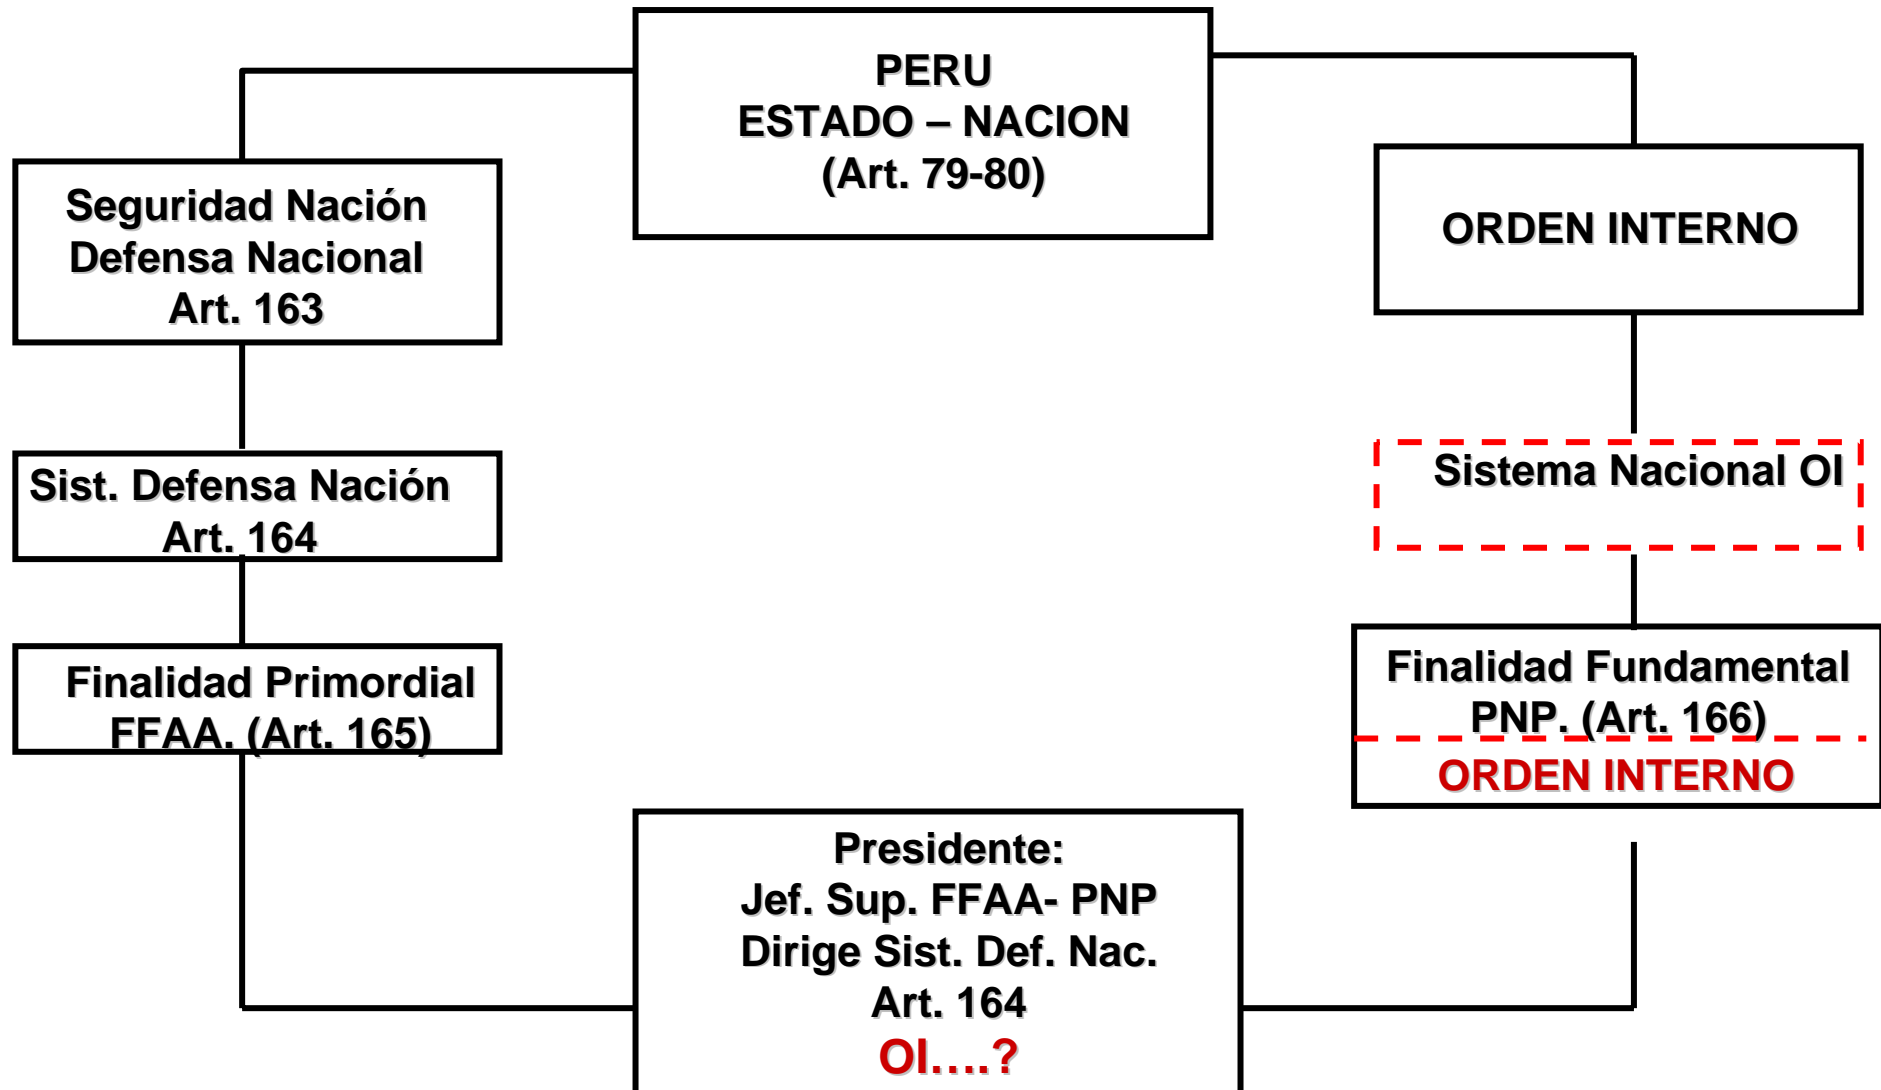 PERU
ESTADO – NACION
(Art. 79-80)
Seguridad Nación
Defensa Nacional
Art. 163
ORDEN INTERNO
Sist. Defensa Nación
Art. 164
Sistema Nacional OI
Finalidad Primordial
FFAA. (Art. 165)
Finalidad Fundamental
PNP. (Art. 166)
ORDEN INTERNO
Presidente:
Jef. Sup. FFAA- PNP
Dirige Sist. Def. Nac.
Art. 164
OI....?